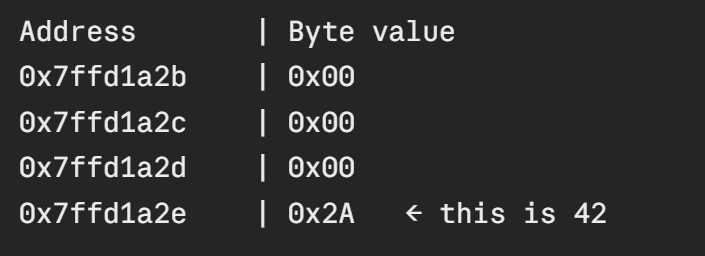 Address | Byte value
0x7ffd1a2b | 0x00
0x7ffd1a2c | 0x00
0x7ffd1a2d | 0x00
0x7ffd1a2e | 0x2A ← this is 42